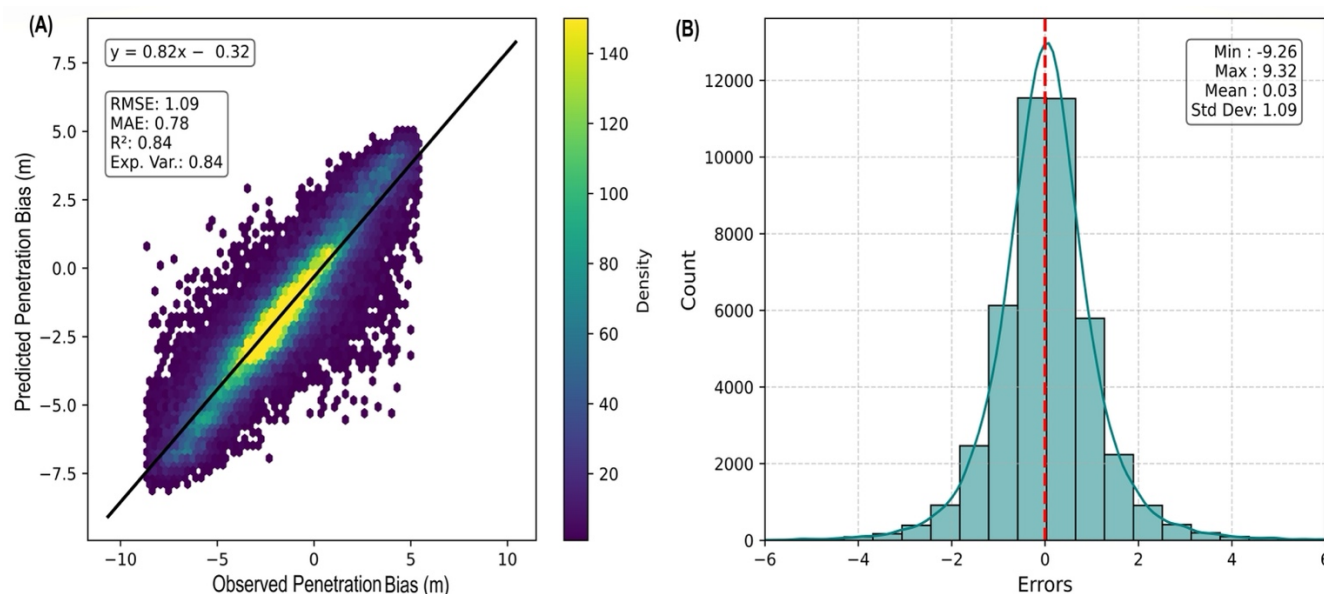 (A)
y = 0.82x − 0.32
RMSE: 1.09
MAE: 0.78
R²: 0.84
Exp. Var.: 0.84
Predicted Penetration Bias (m)
7.5
5.0
2.5
0.0
−2.5
−5.0
−7.5
−10
−5
0
5
10
Observed Penetration Bias (m)
140
120
100
80
60
40
20
Density
(B)
Min : -9.26
Max : 9.32
Mean : 0.03
Std Dev: 1.09
Count
12000
10000
8000
6000
4000
2000
0
−6
−4
−2
0
2
4
6
Errors